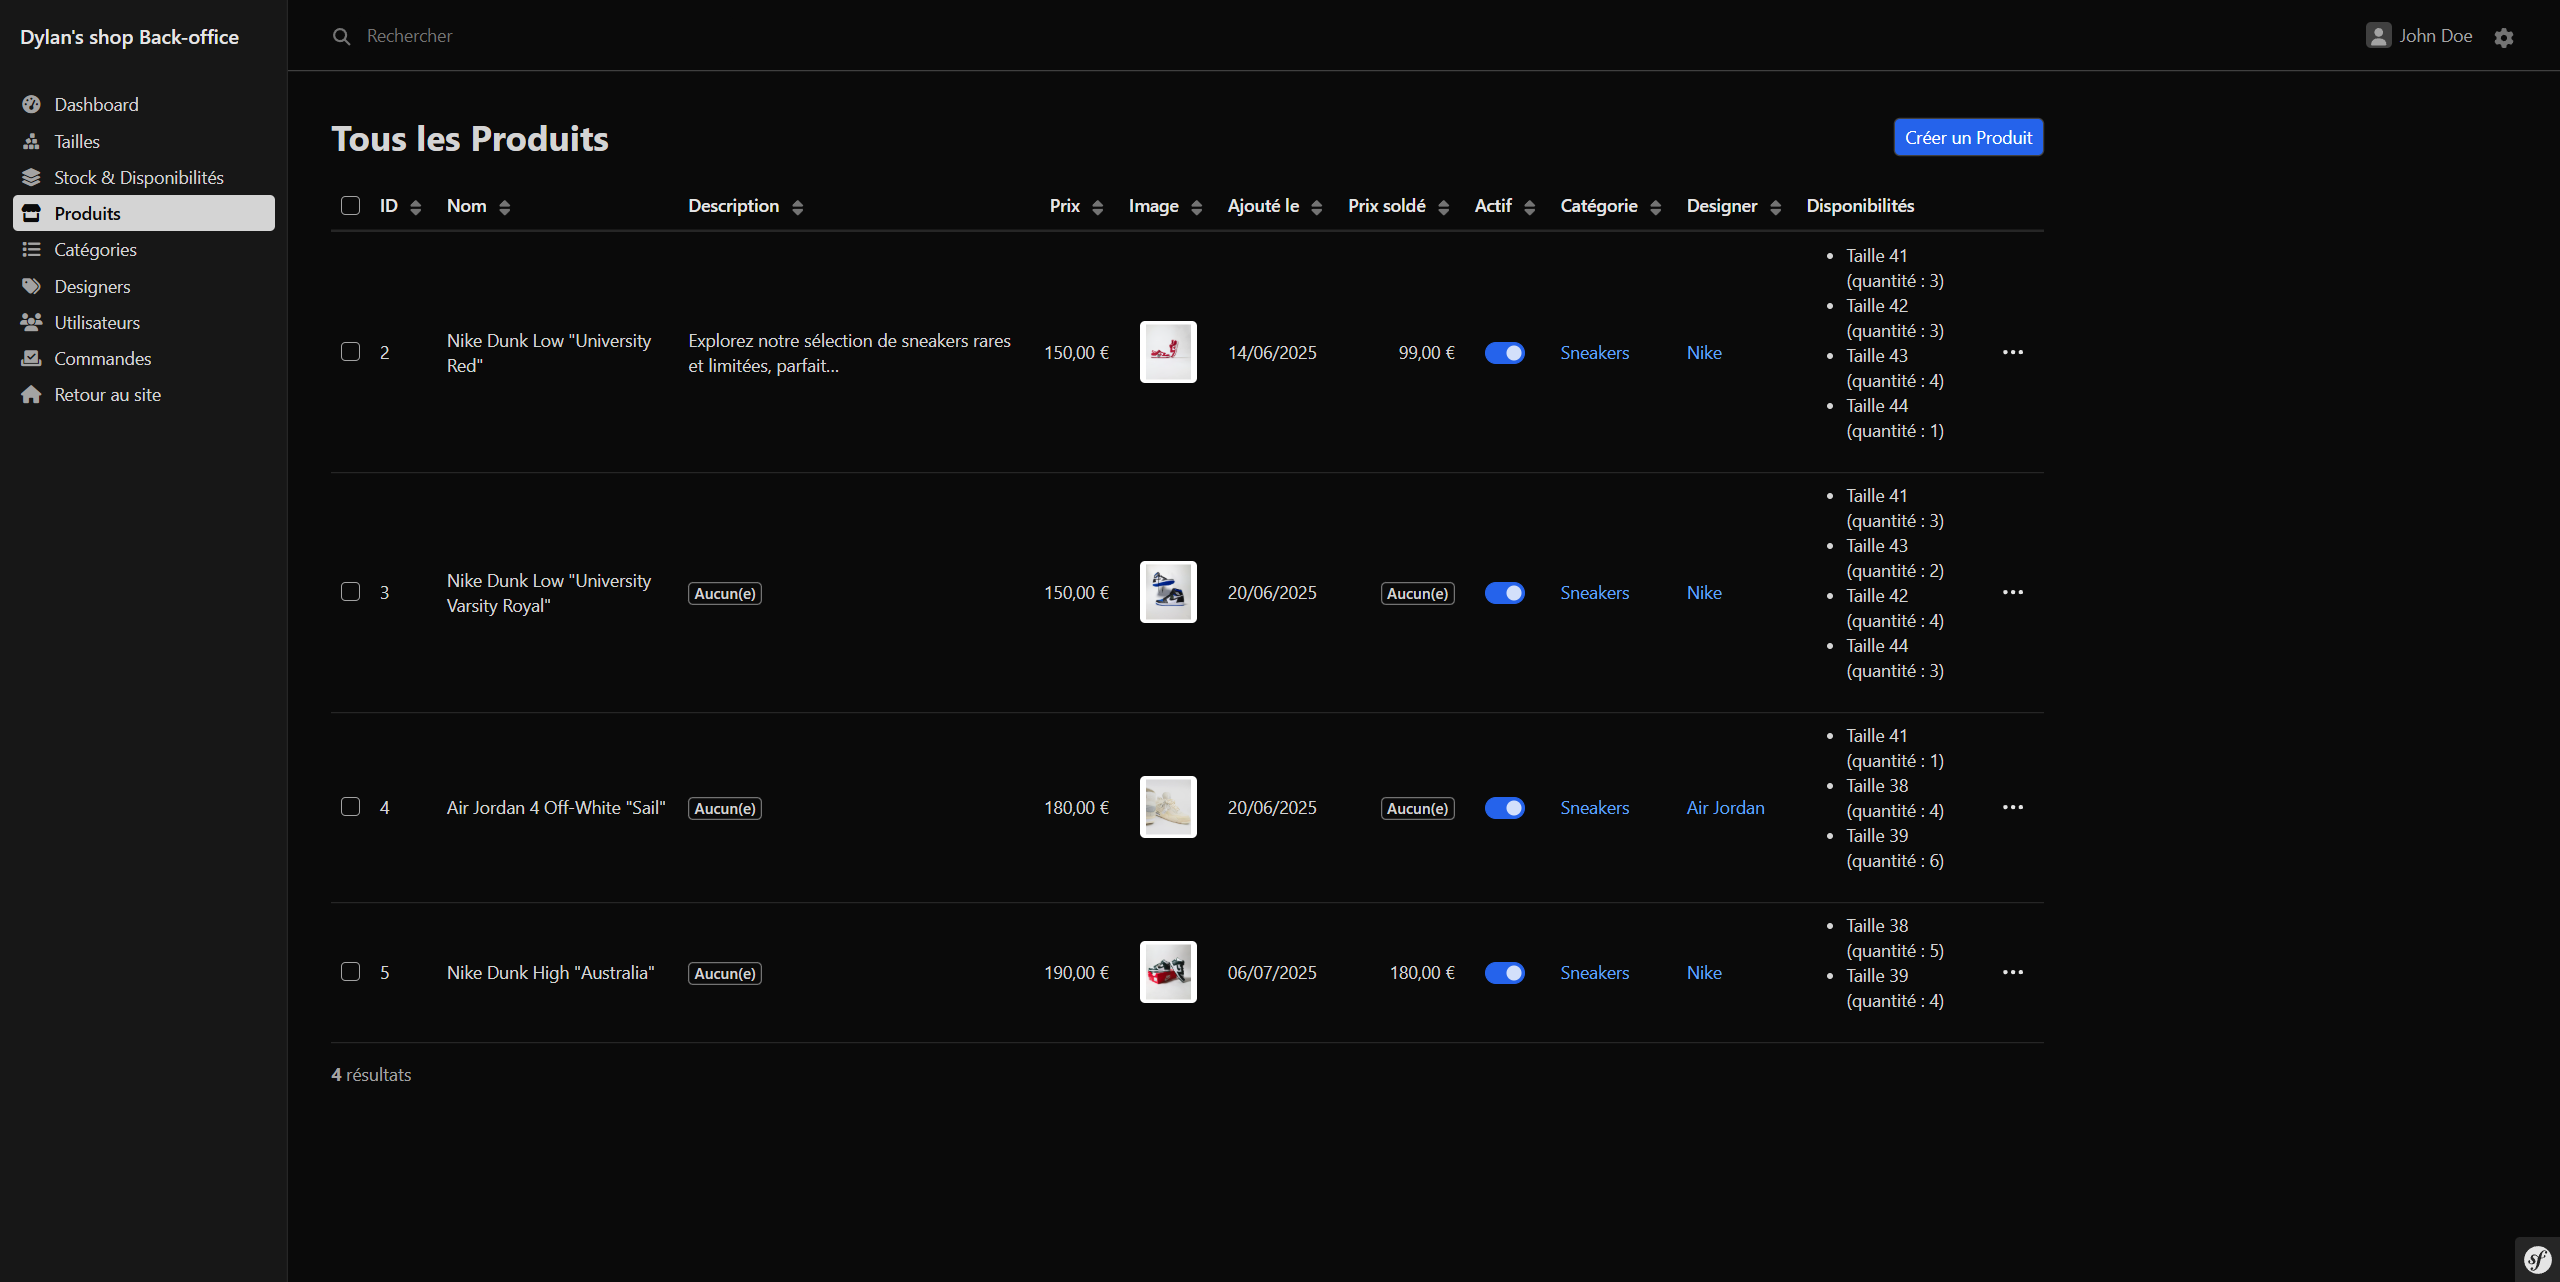 Dylan's shop Back-office
Rechercher
John Doe
Dashboard
Tailles
Stock & Disponibilités
Produits
Catégories
Designers
Utilisateurs
Commandes
Retour au site
Tous les Produits
Créer un Produit
ID Nom Description Prix Image Ajouté le Prix soldé Actif Catégorie Designer Disponibilités
2 Nike Dunk Low "University
Red"
Explorez notre sélection de sneakers rares
et limitées, parfait...
150,00 € 14/06/2025 99,00 € Sneakers Nike
Taille 41
(quantité : 3)
Taille 42
(quantité : 3)
Taille 43
(quantité : 4)
Taille 44
(quantité : 1)
3 Nike Dunk Low "University
Varsity Royal"
Aucun(e) 150,00 € 20/06/2025 Aucun(e) Sneakers Nike
Taille 41
(quantité : 3)
Taille 43
(quantité : 2)
Taille 42
(quantité : 4)
Taille 44
(quantité : 3)
4 Air Jordan 4 Off-White "Sail" Aucun(e) 180,00 € 20/06/2025 Aucun(e) Sneakers Air Jordan
Taille 41
(quantité : 1)
Taille 38
(quantité : 4)
Taille 39
(quantité : 6)
5 Nike Dunk High "Australia" Aucun(e) 190,00 € 06/07/2025 180,00 € Sneakers Nike
Taille 38
(quantité : 5)
Taille 39
(quantité : 4)
4 résultats
sf